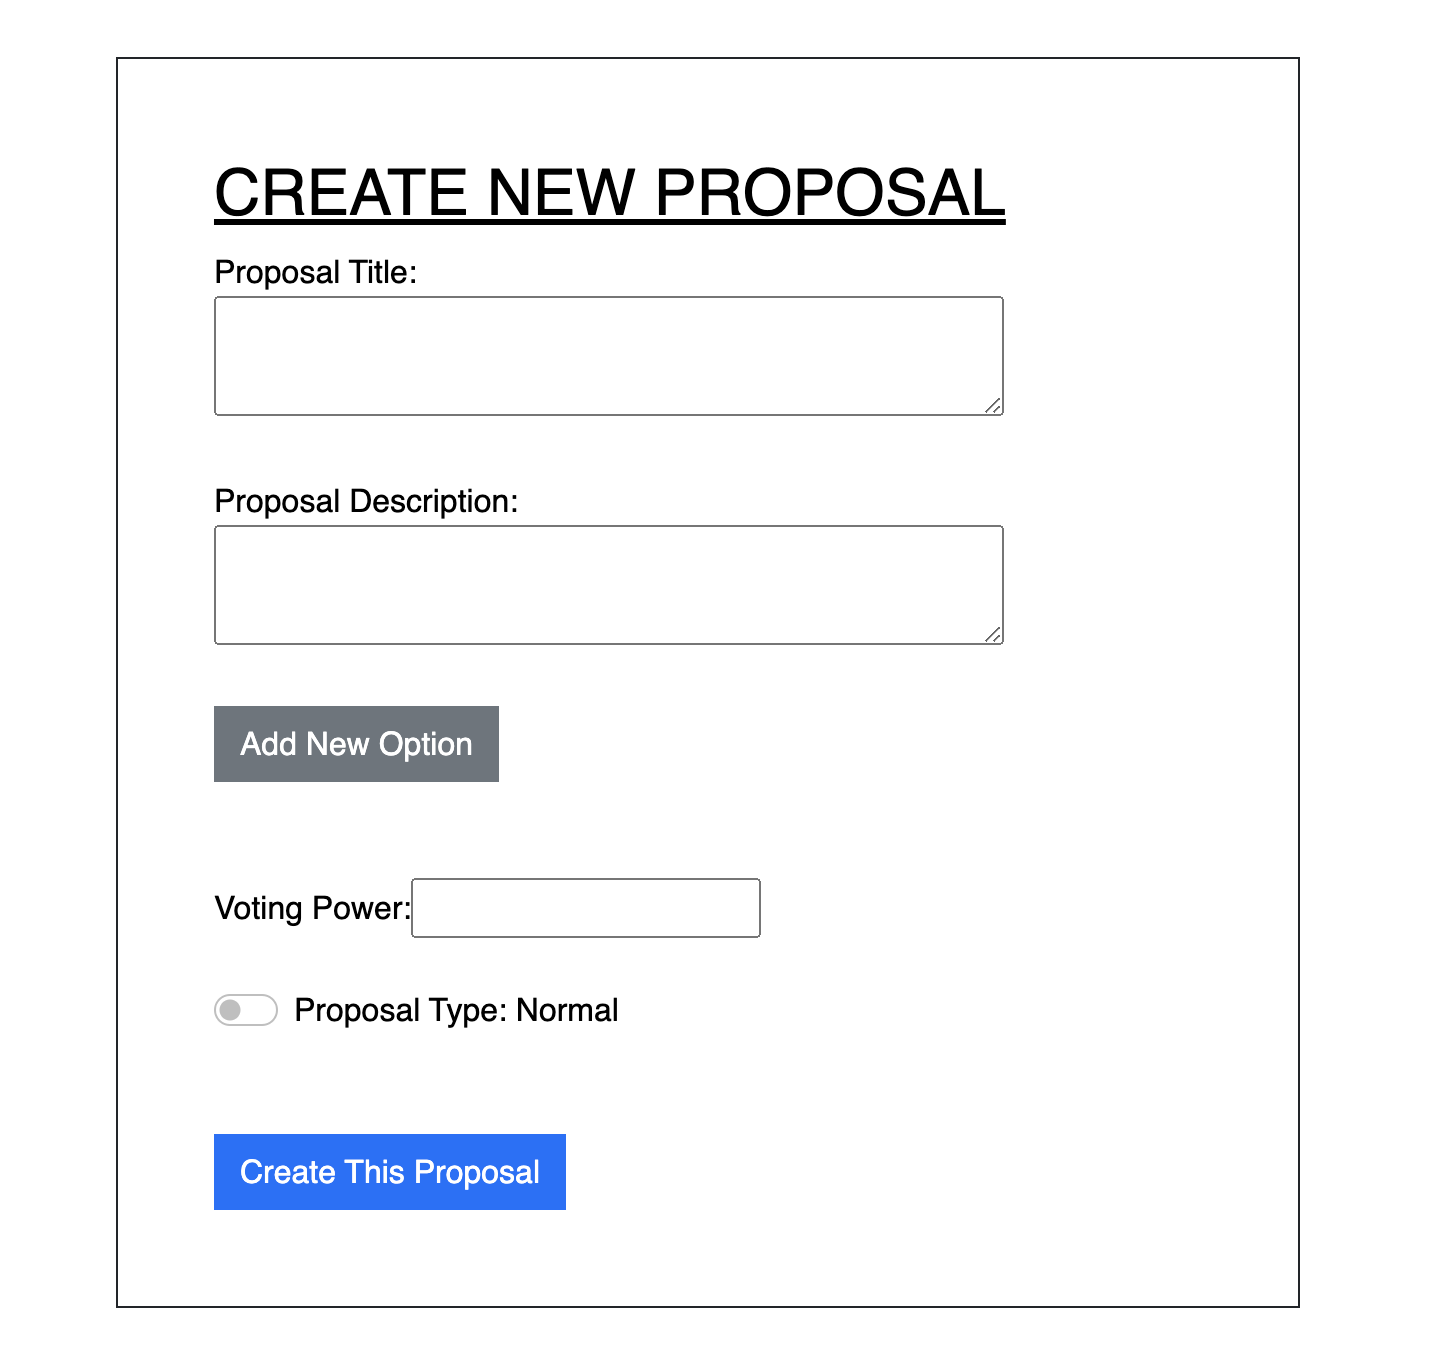 CREATE NEW PROPOSAL
Proposal Title:
Proposal Description:
Add New Option
Voting Power:
Proposal Type: Normal
Create This Proposal